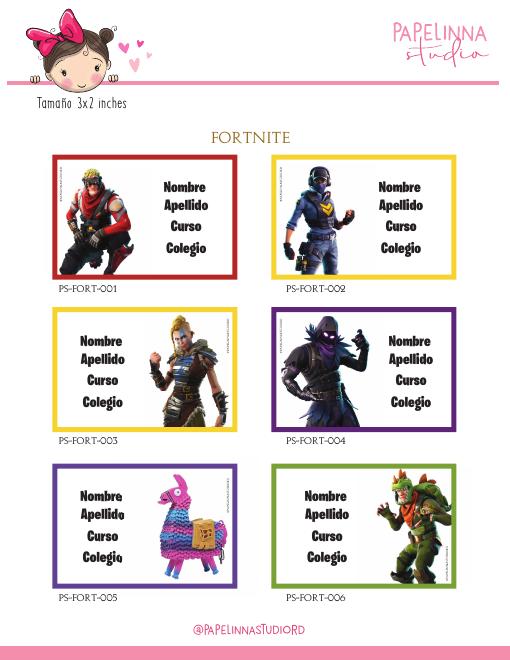 PAPELINNA
studio
Tamaño 3x2 inches
FORTNITE
Nombre
Apellido
Curso
Colegio
PS-FORT-001
Nombre
Apellido
Curso
Colegio
PS-FORT-002
Nombre
Apellido
Curso
Colegio
PS-FORT-003
Nombre
Apellido
Curso
Colegio
PS-FORT-004
Nombre
Apellido
Curso
Colegio
PS-FORT-005
Nombre
Apellido
Curso
Colegio
PS-FORT-006
@PAPELINNASTUDIORD